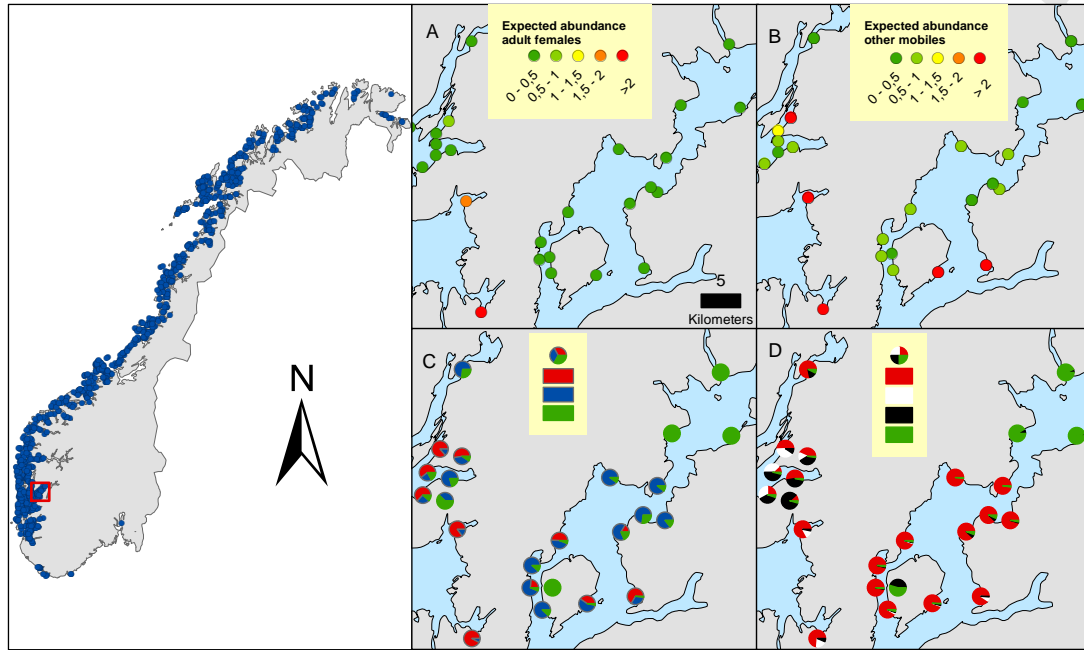 N
A
Expected abundance
adult females
0 - 0,5
0,5 - 1
1 - 1,5
1,5 - 2
>2
5
Kilometers
B
Expected abundance
other mobiles
0 - 0,5
0,5 - 1
1 - 1,5
1,5 - 2
> 2
C
D